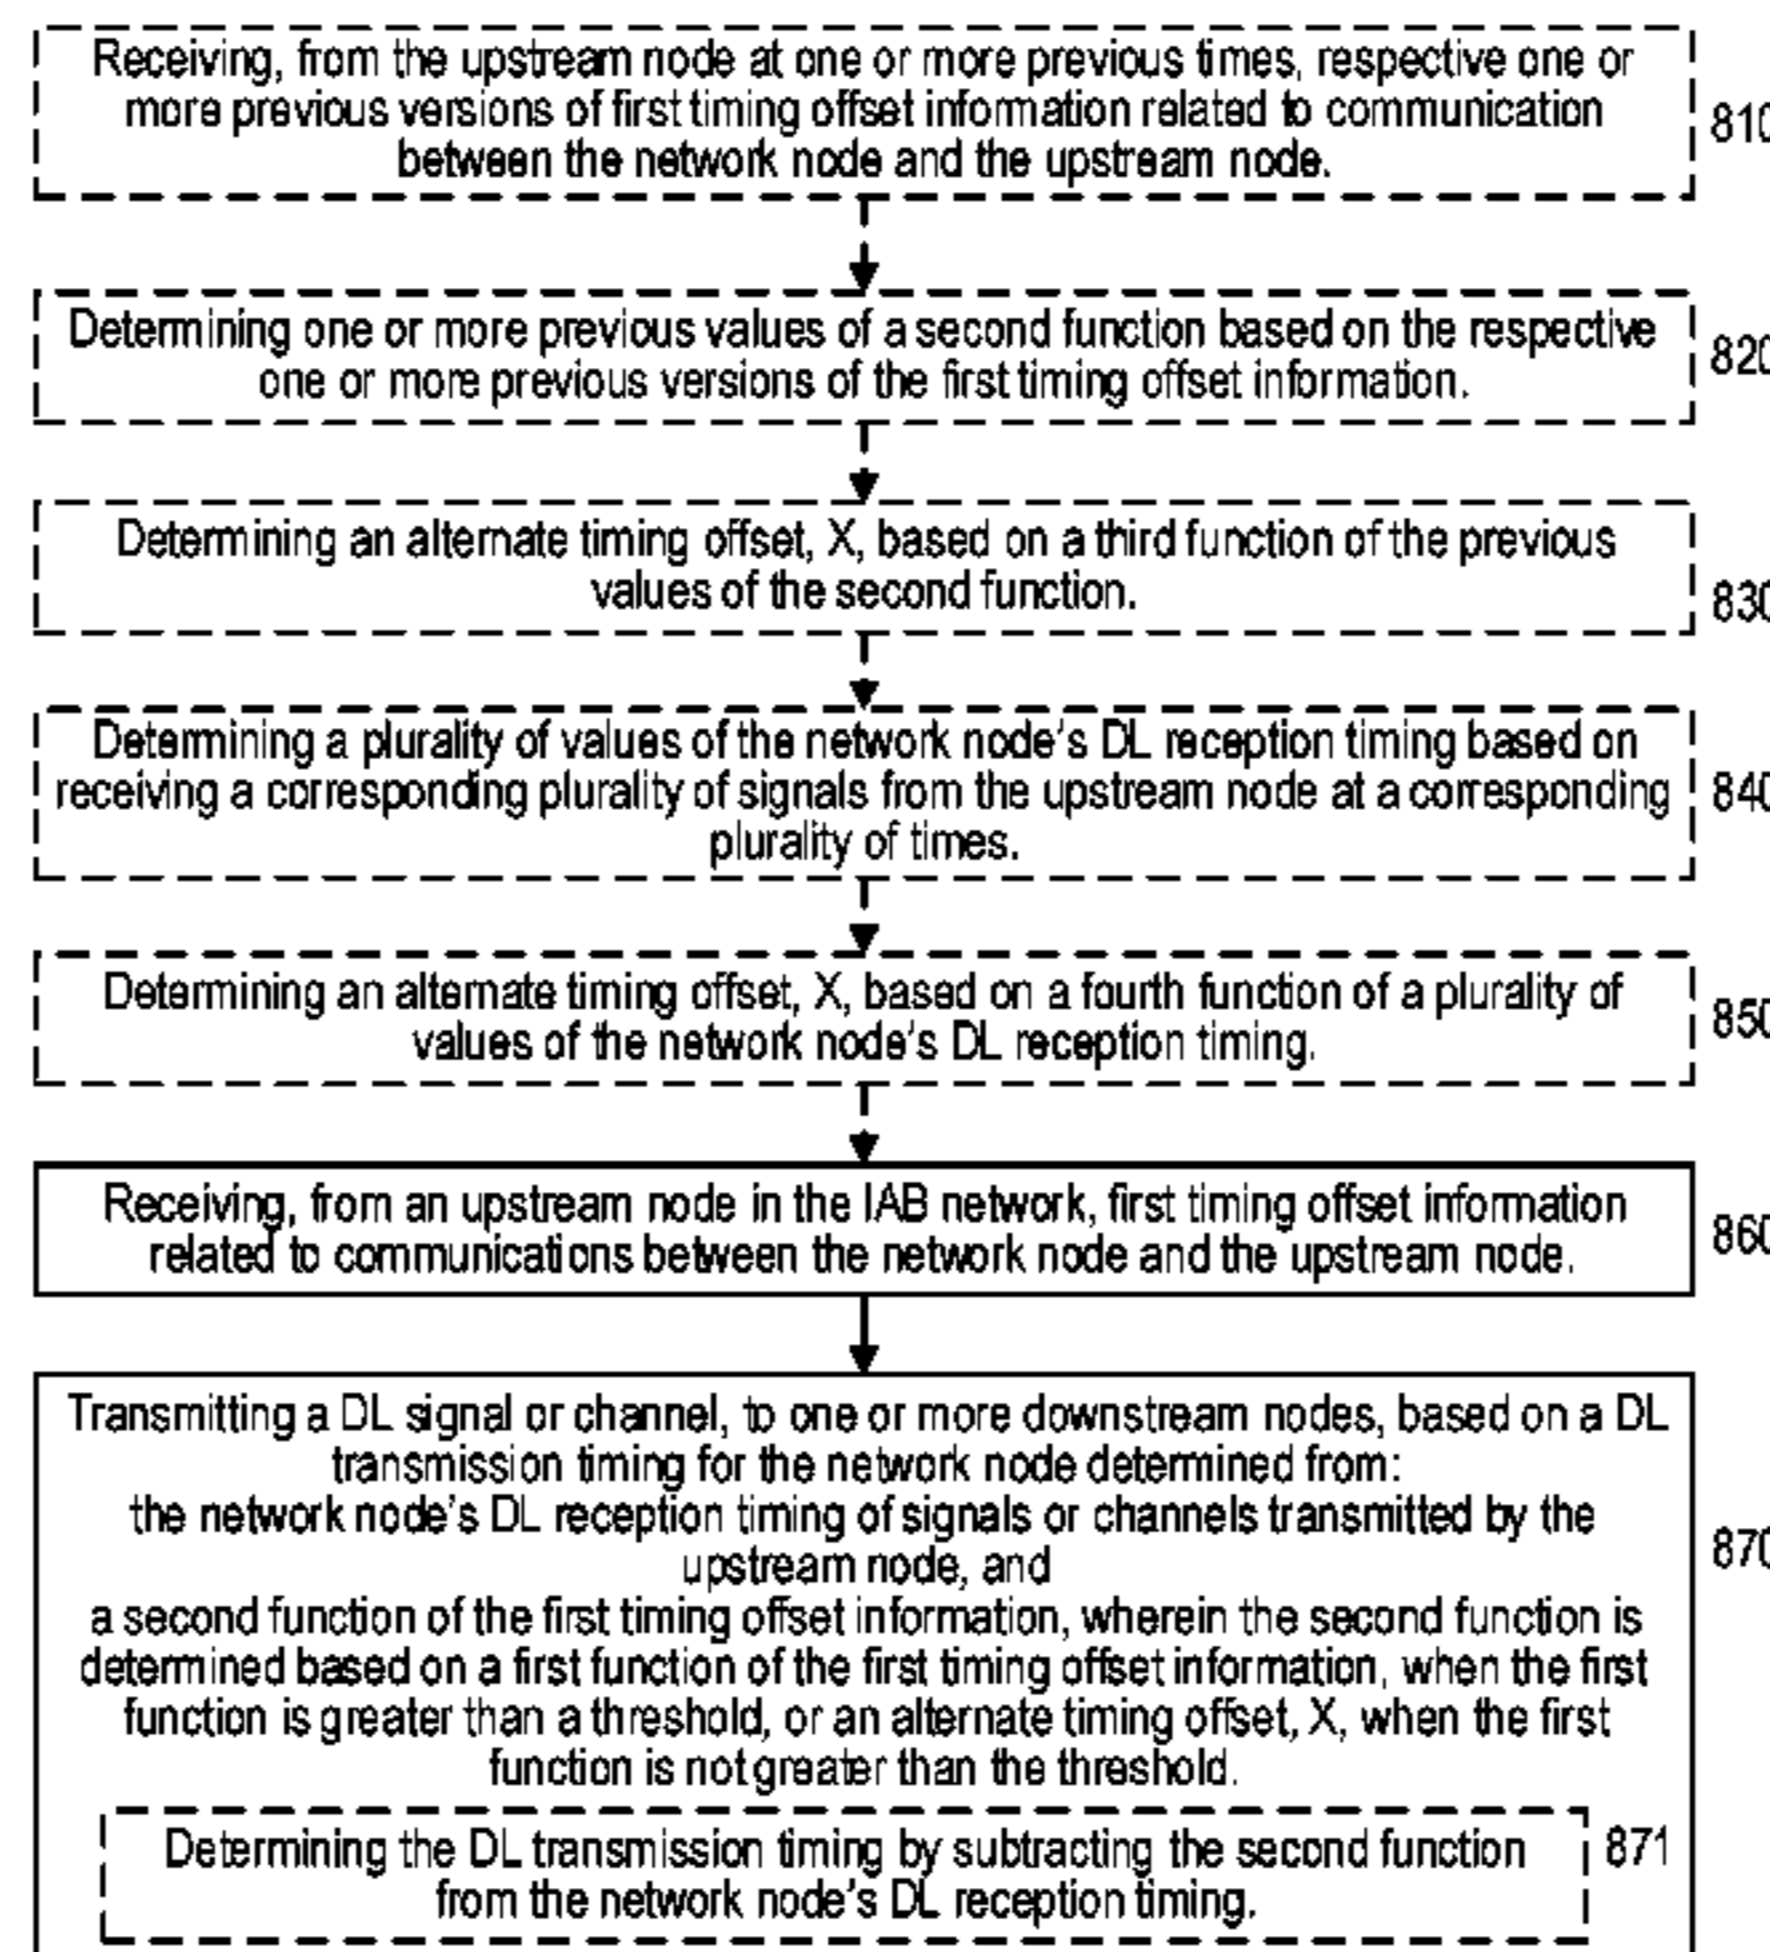 Receiving, from the upstream node at one or more previous times, respective one or
more previous versions of first timing offset information related to communication
between the network node and the upstream node.
810
Determining one or more previous values of a second function based on the respective
one or more previous versions of the first timing offset information.
820
Determining an alternate timing offset, X, based on a third function of the previous
values of the second function.
830
Determining a plurality of values of the network node's DL reception timing based on
receiving a corresponding plurality of signals from the upstream node at a corresponding
plurality of times.
840
Determining an alternate timing offset, X, based on a fourth function of a plurality of
values of the network node's DL reception timing.
850
Receiving, from an upstream node in the IAB network, first timing offset information
related to communications between the network node and the upstream node.
860
Transmitting a DL signal or channel, to one or more downstream nodes, based on a DL
transmission timing for the network node determined from:
the network node's DL reception timing of signals or channels transmitted by the
upstream node, and
a second function of the first timing offset information, wherein the second function is
determined based on a first function of the first timing offset information, when the first
function is greater than a threshold, or an alternate timing offset, X, when the first
function is not greater than the threshold.
870
Determining the DL transmission timing by subtracting the second function
from the network node's DL reception timing.
871